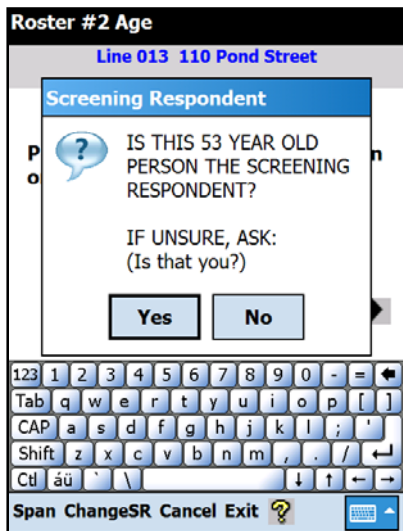 Roster #2 Age
Line 013 110 Pond Street
Screening Respondent
P
o
n
?
IS THIS 53 YEAR OLD
PERSON THE SCREENING
RESPONDENT?
IF UNSURE, ASK:
(Is that you?)
Yes No
123 1 2 3 4 5 6 7 8 9 0 - =
Tab q w e r t y u i o p [ ]
CAP a s d f g h j k l ; '
Shift z x c v b n m , . /
Ctl áü ` \
Span ChangeSR Cancel Exit ?